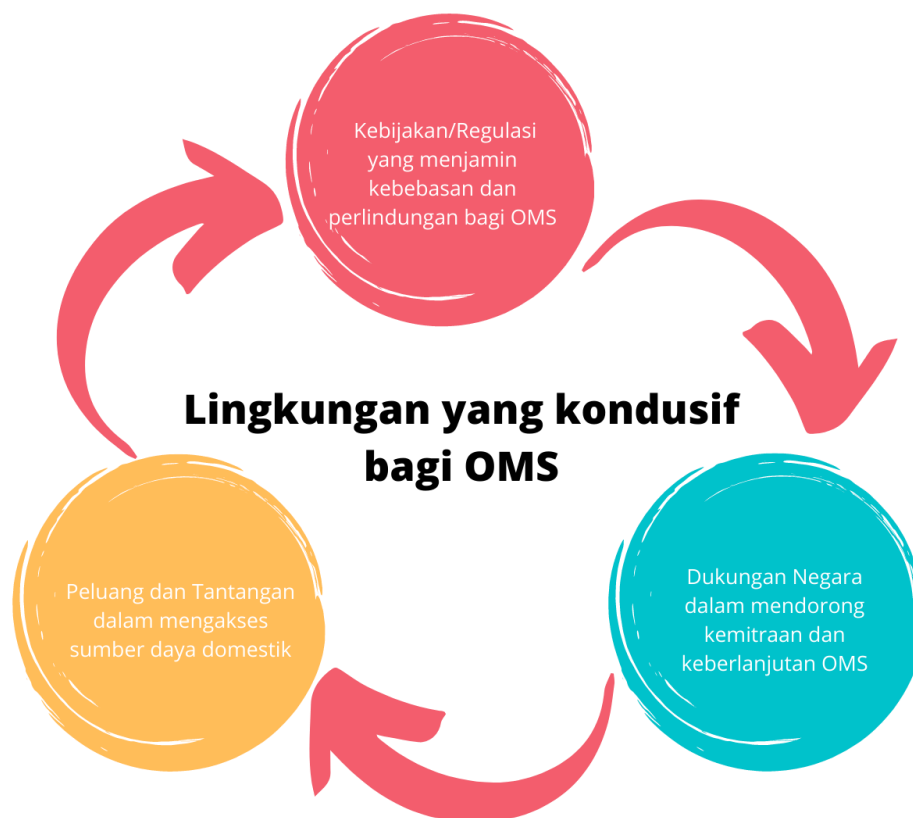 Kebijakan/Regulasi
yang menjamin
kebebasan dan
perlindungan bagi OMS
Lingkungan yang kondusif
bagi OMS
Peluang dan Tantangan
dalam mengakses
sumber daya domestik
Dukungan Negara
dalam mendorong
kemitraan dan
keberlanjutan OMS